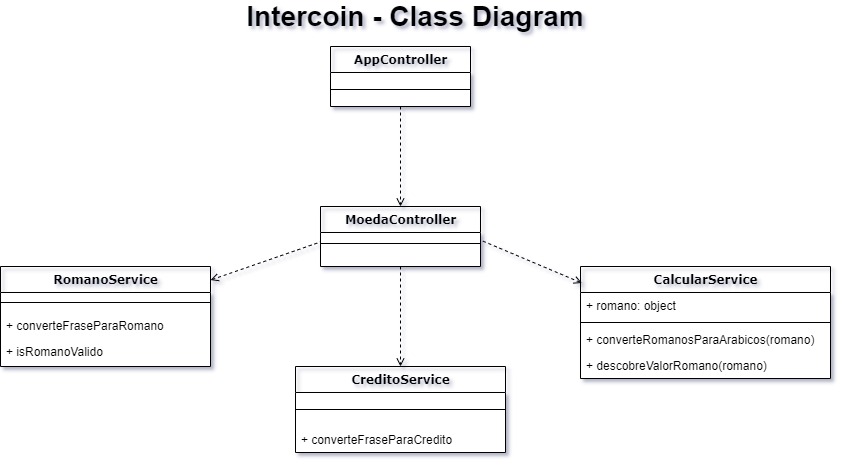 Intercoin - Class Diagram
AppController
MoedaController
RomanoService
+ converteFraseParaRomano
+ isRomanoValido
CreditoService
+ converteFraseParaCredito
CalcularService
+ romano: object
+ converteRomanosParaArabicos(romano)
+ descobreValorRomano(romano)